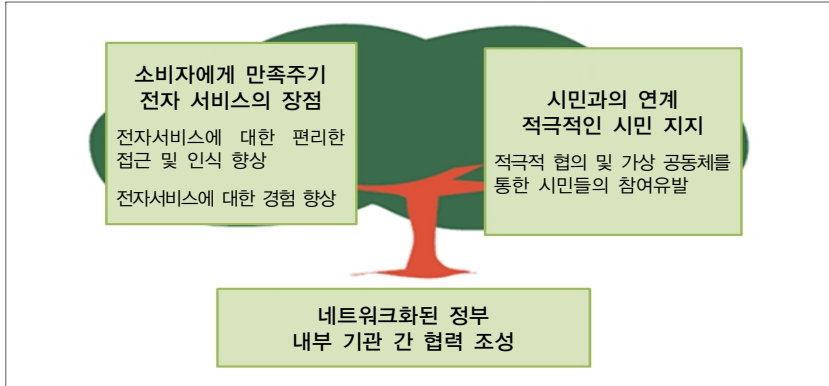 소비자에게 만족주기
전자 서비스의 장점
전자서비스에 대한 편리한
접근 및 인식 향상
전자서비스에 대한 경험 향상
시민과의 연계
적극적인 시민 지지
적극적 협의 및 가상 공동체를
통한 시민들의 참여유발
네트워크화된 정부
내부 기관 간 협력 조성